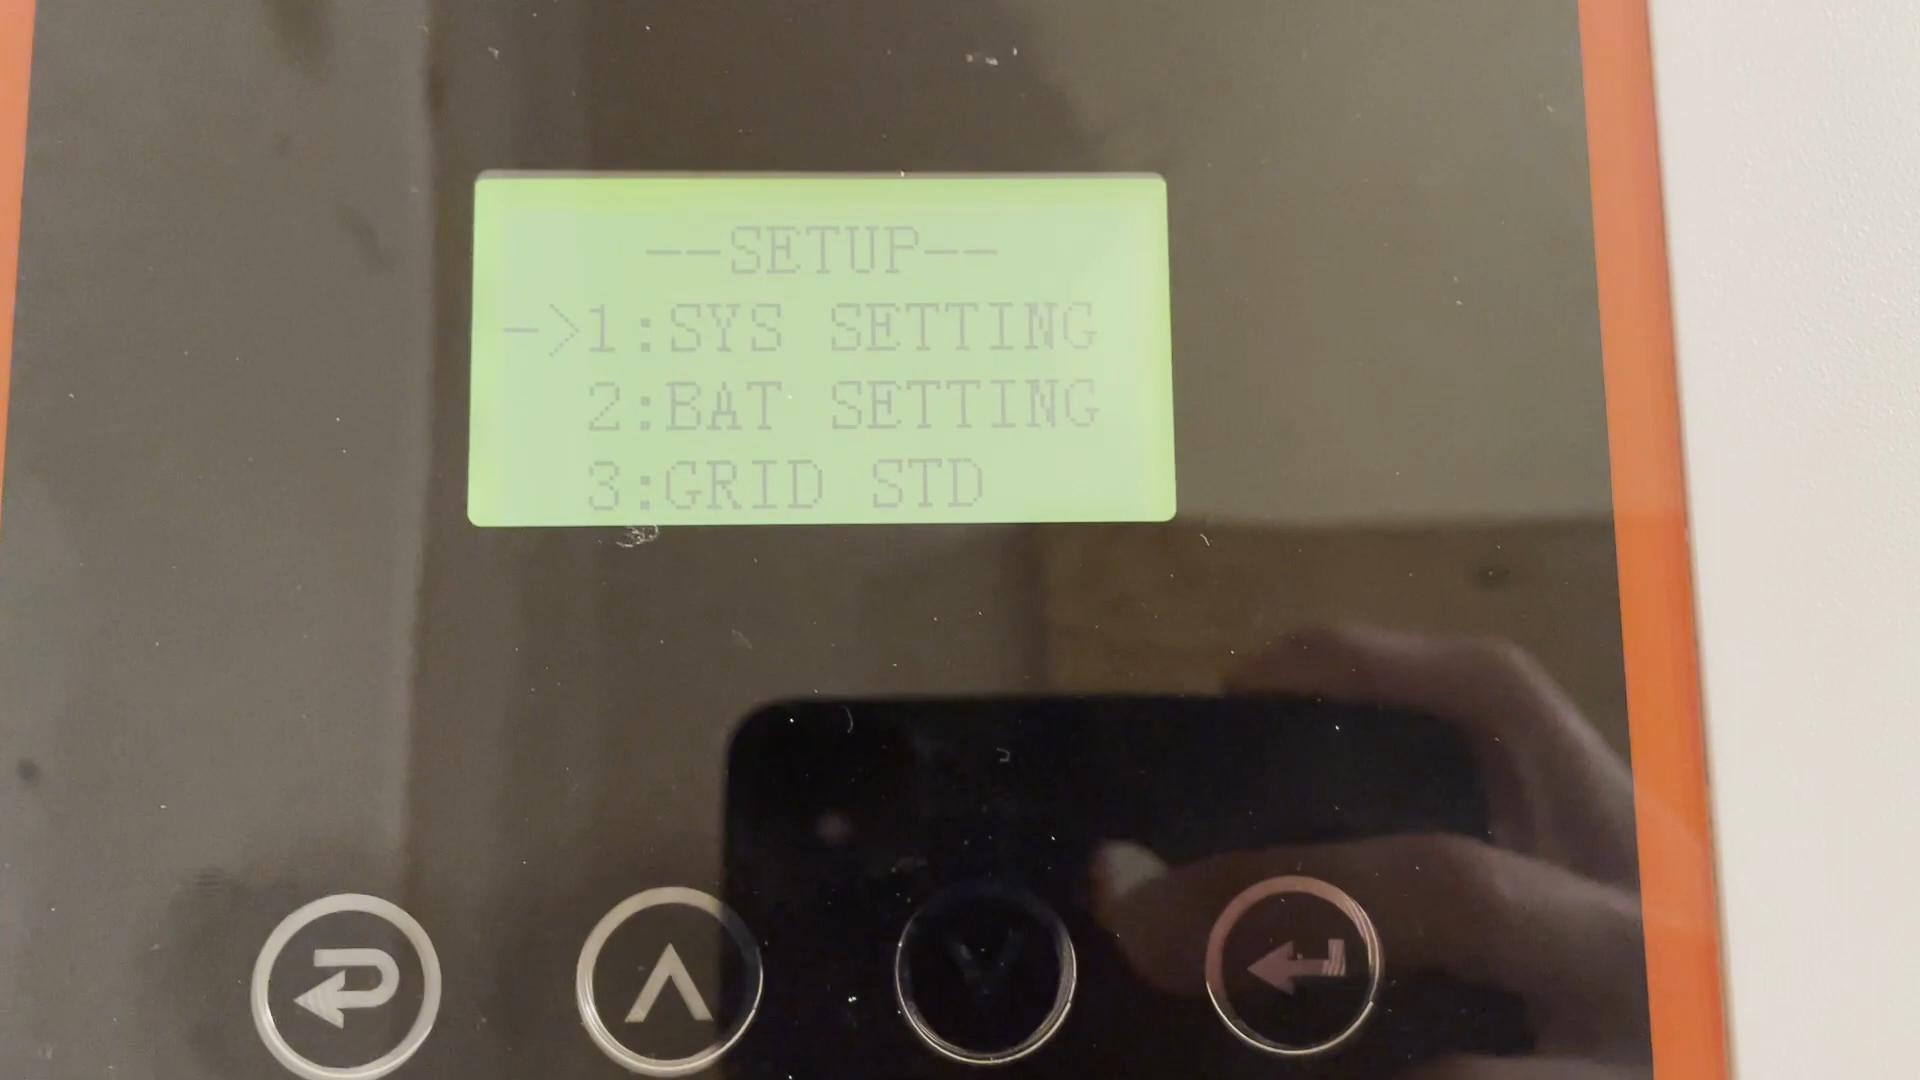 --SETUP--
->1:SYS SETTING
2:BAT SETTING
3:GRID STD